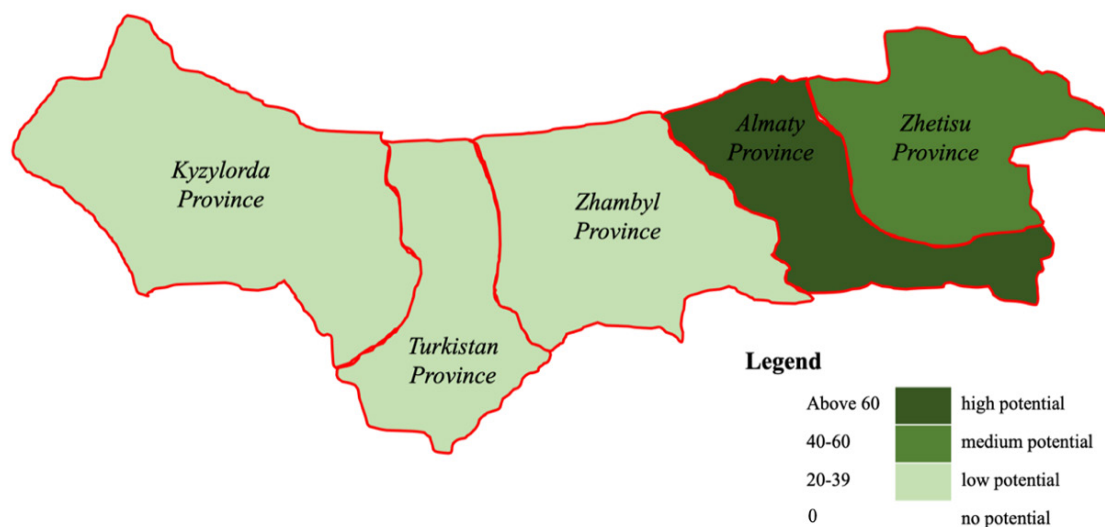 Kyzylorda
Province
Turkistan
Province
Zhambyl
Province
Almaty
Province
Zhetisu
Province
Legend
Above 60 high potential
40-60 medium potential
20-39 low potential
0 no potential